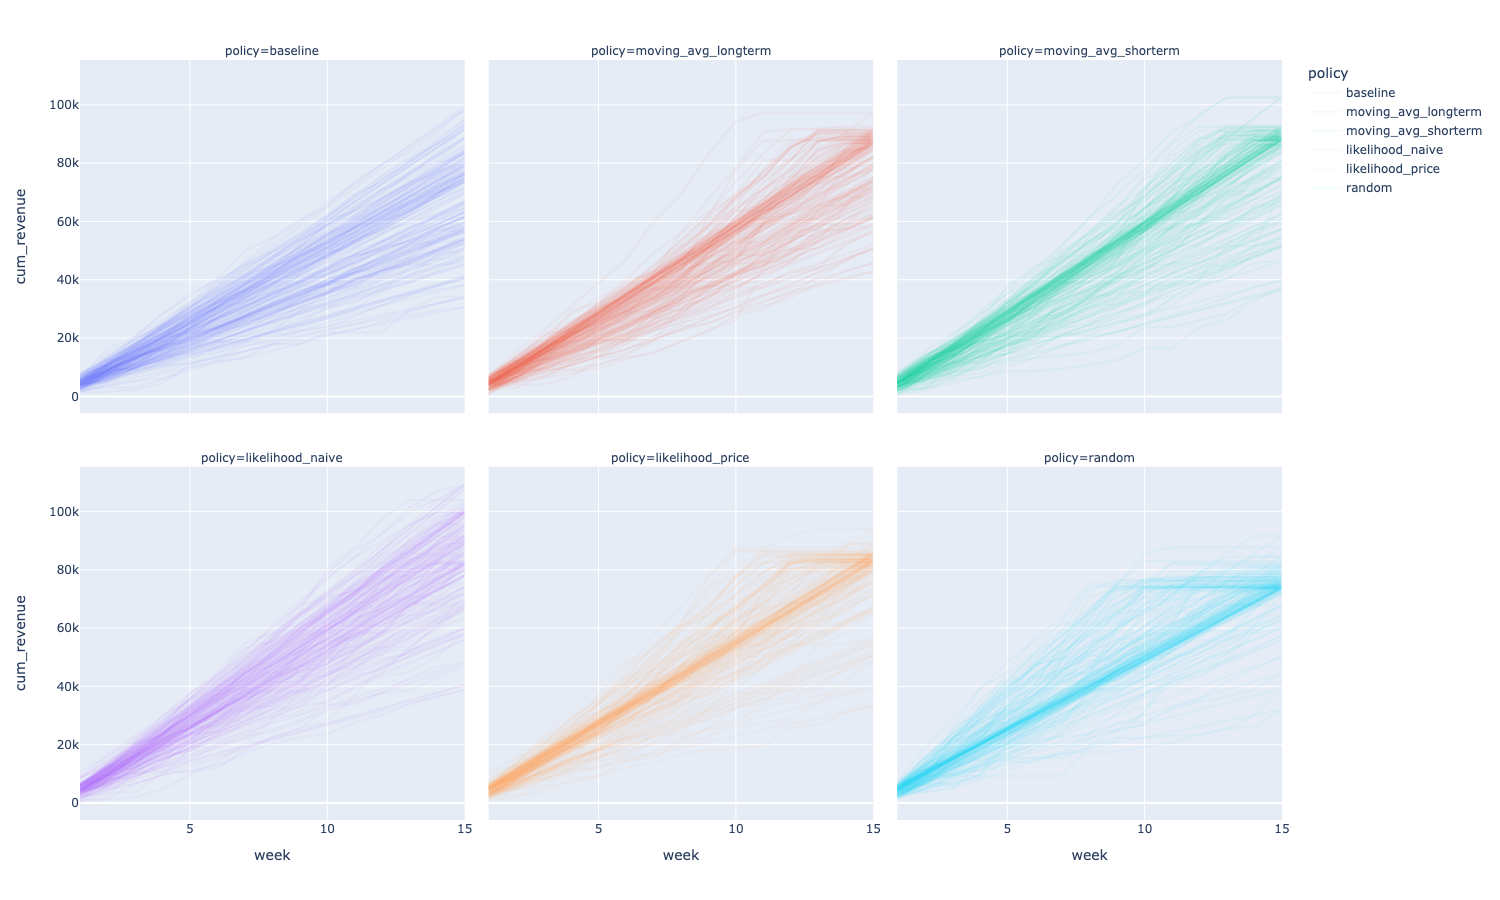 policy=baseline
policy=moving_avg_longterm
policy=moving_avg_shorterm
100k
80k
60k
40k
20k
0
cum_revenue
policy
baseline
moving_avg_longterm
moving_avg_shorterm
likelihood_naive
likelihood_price
random
policy=likelihood_naive
policy=likelihood_price
policy=random
100k
80k
60k
40k
20k
0
cum_revenue
5 10 15
5 10 15
5 10 15
week
week
week